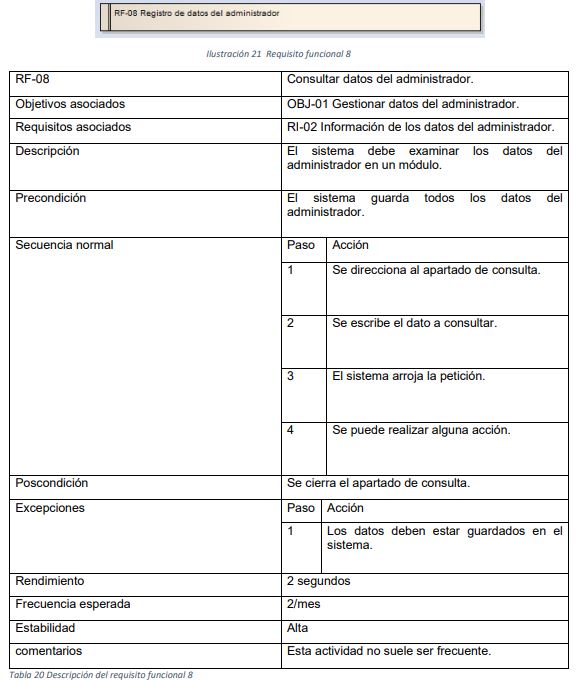 RF-08 Registro de datos del administrador
Ilustración 21 Requisito funcional 8
RF-08 Consultar datos del administrador.
Objetivos asociados OBJ-01 Gestionar datos del administrador.
Requisitos asociados RI-02 Información de los datos del administrador.
Descripción El sistema debe examinar los datos del
administrador en un módulo.
Precondición El sistema guarda todos los datos del
administrador.
Secuencia normal Paso Acción
1 Se direcciona al apartado de consulta.
2 Se escribe el dato a consultar.
3 El sistema arroja la petición.
4 Se puede realizar alguna acción.
Poscondición Se cierra el apartado de consulta.
Excepciones Paso Acción
1 Los datos deben estar guardados en el
sistema.
Rendimiento 2 segundos
Frecuencia esperada 2/mes
Estabilidad Alta
comentarios Esta actividad no suele ser frecuente.
Tabla 20 Descripción del requisito funcional 8